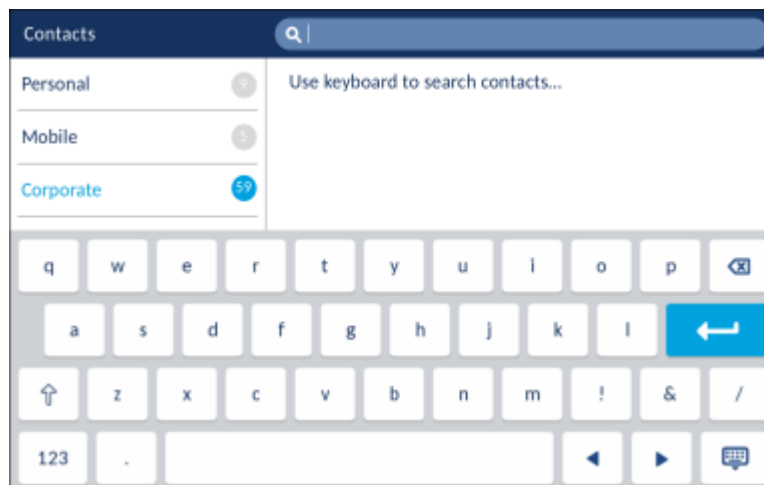 Contacts
Personal 9
Use keyboard to search contacts...
Mobile 5
Corporate 59
q w e r t y u i o p
a s d f g h j k l
z x c v b n m ! & /
123 .